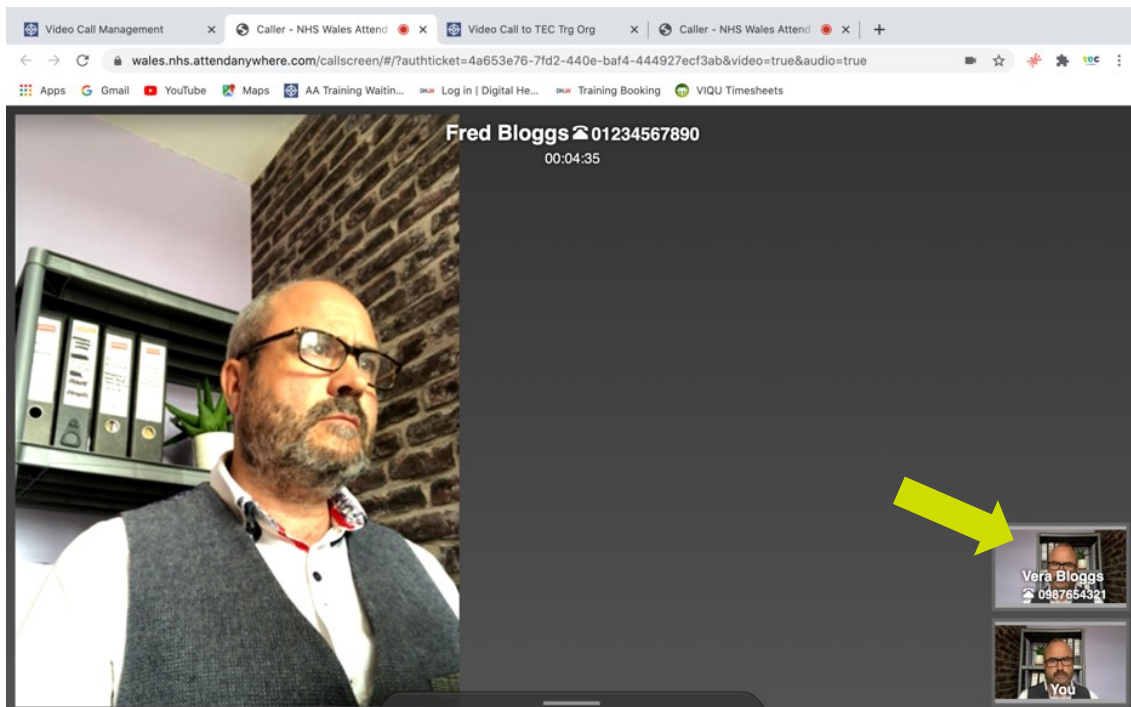 Video Call Management
Caller - NHS Wales Attend
Video Call to TEC Trg Org
Caller - NHS Wales Attend
wales.nhs.attendanywhere.com/callscreen/#/?authticket=4a653e76-7fd2-440e-baf4-444927ecf3ab&video=true&audio=true
tec
Apps
Gmail
YouTube
Maps
AA Training Waitin...
Log in | Digital He...
Training Booking
VIQU Timesheets
Fred Bloggs 01234567890
00:04:35
Vera Bloggs
0987654321
You